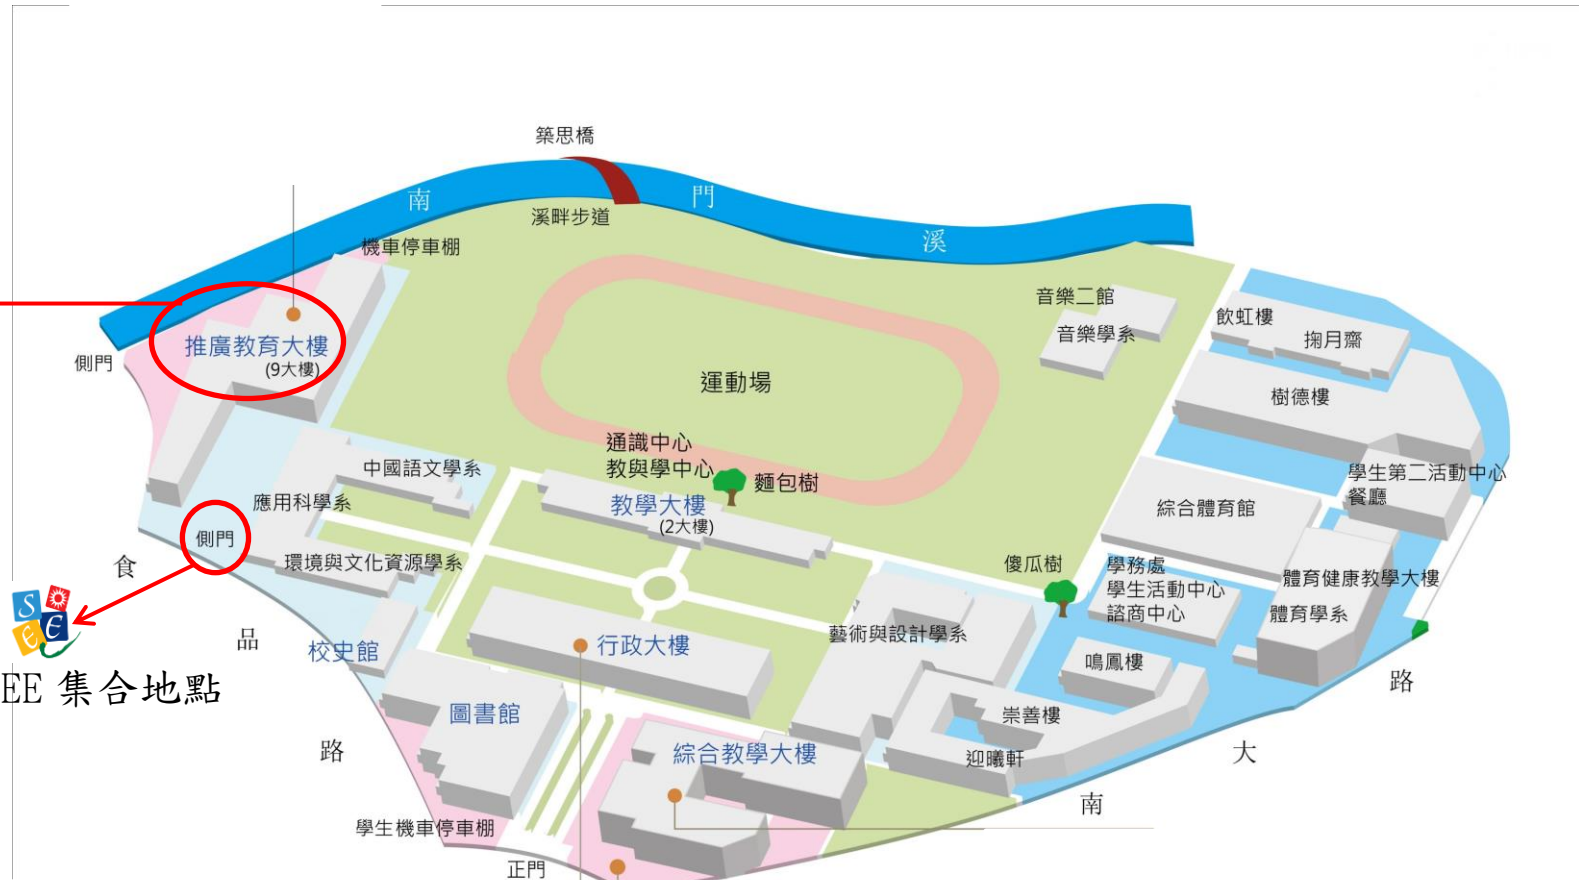 築思橋
南
門
溪
溪畔步道
機車停車棚
側門
推廣教育大樓
(9大樓)
運動場
音樂二館
音樂學系
飲虹樓
掬月齋
樹德樓
通識中心
教與學中心
麵包樹
教學大樓
(2大樓)
中國語文學系
應用科學系
側門
環境與文化資源學系
學生第二活動中心
餐廳
綜合體育館
傻瓜樹
學務處
學生活動中心
諮商中心
體育健康教學大樓
體育學系
食
品
路
S
E
E
EE 集合地點
校史館
行政大樓
藝術與設計學系
鳴鳳樓
崇善樓
迎曦軒
圖書館
綜合教學大樓
學生機車停車棚
正門
南
大
路